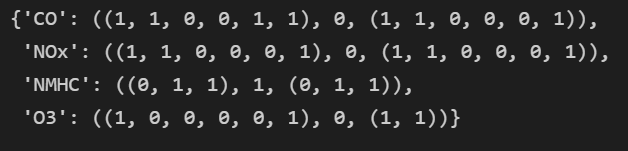 {'CO': ((1, 1, 0, 0, 1, 1), 0, (1, 1, 0, 0, 0, 1)),
'NOx': ((1, 1, 0, 0, 0, 1), 0, (1, 1, 0, 0, 0, 1)),
'NMHC': ((0, 1, 1), 1, (0, 1, 1)),
'O3': ((1, 0, 0, 0, 0, 1), 0, (1, 1))}